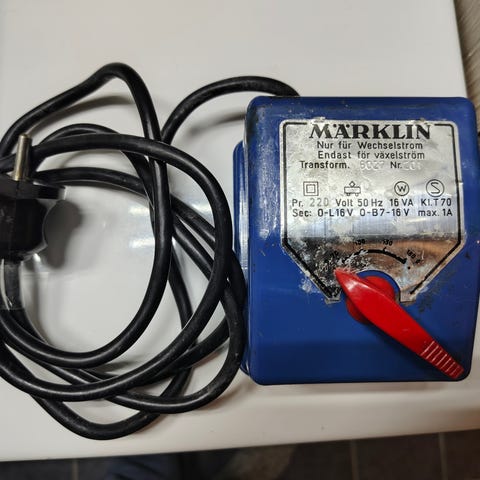 MÄRKLIN
Nur für Wechselstrom
Endast för växelström
Transform. Nr.
Pr. 220 Volt 50 Hz 16 VA Kl.T 70
Sec: 0-L16V 0-B7-16 V max. 1A